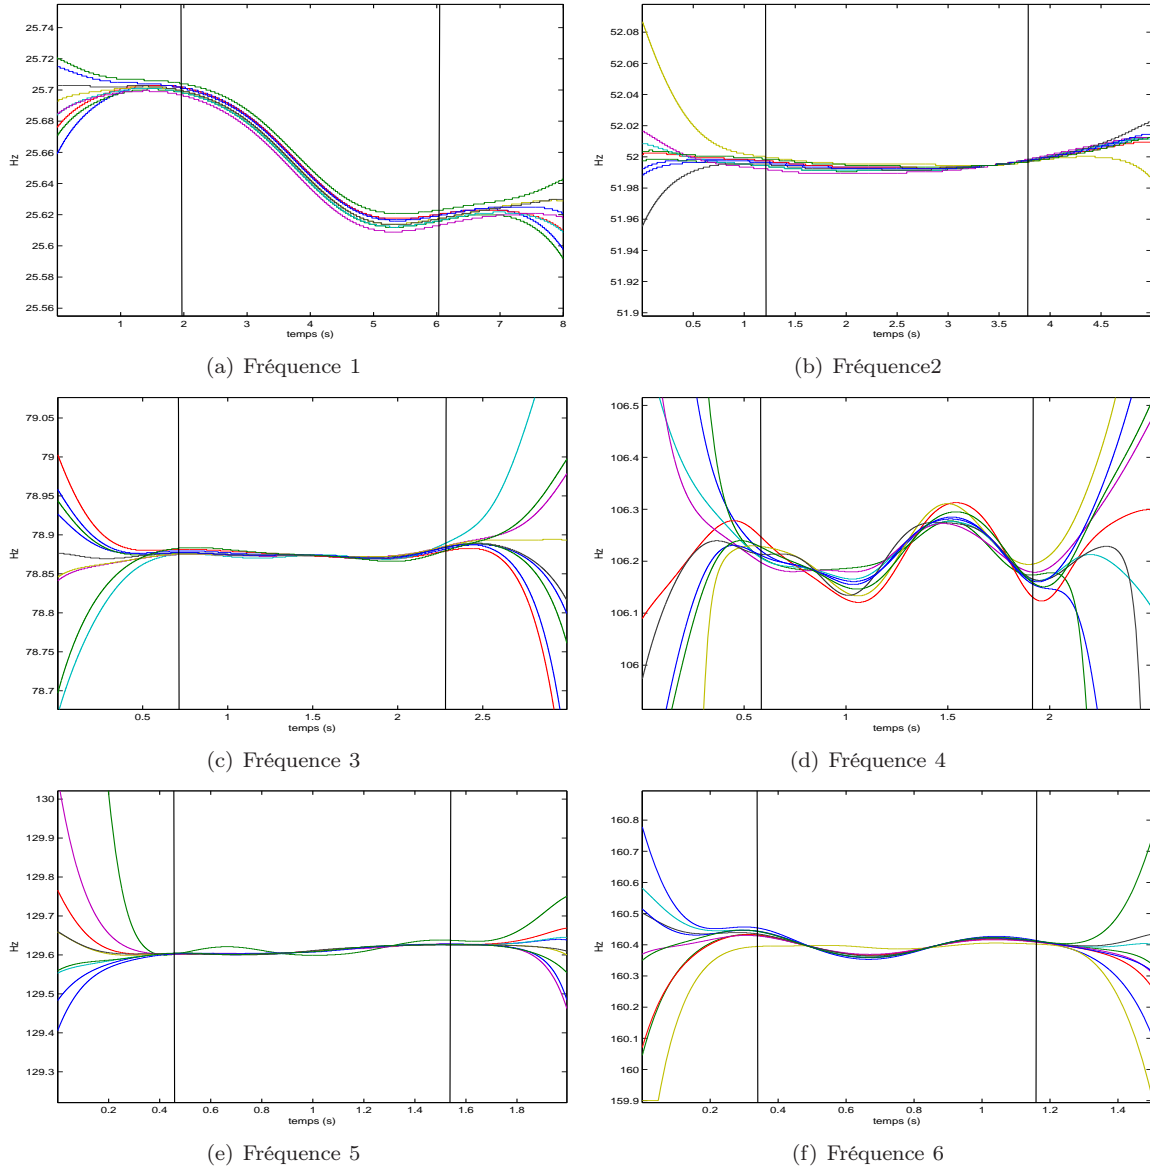 25.74
25.72
25.7
25.68
25.66
25.64
25.62
25.6
25.58
25.56
Hz
1 2 3 4 5 6 7 8
temps (s)
(a) Fréquence 1
52.08
52.06
52.04
52.02
52
51.98
51.96
51.94
51.92
51.9
Hz
0.5 1 1.5 2 2.5 3 3.5 4 4.5
temps (s)
(b) Fréquence2
79.05
79
78.95
78.9
78.85
78.8
78.75
78.7
Hz
0.5 1 1.5 2 2.5
temps (s)
(c) Fréquence 3
106.5
106.4
106.3
106.2
106.1
106
Hz
0.5 1 1.5 2
temps (s)
(d) Fréquence 4
130
129.9
129.8
129.7
129.6
129.5
129.4
129.3
Hz
0.2 0.4 0.6 0.8 1 1.2 1.4 1.6 1.8
temps (s)
(e) Fréquence 5
160.8
160.7
160.6
160.5
160.4
160.3
160.2
160.1
160
159.9
Hz
0.2 0.4 0.6 0.8 1 1.2 1.4
temps (s)
(f) Fréquence 6